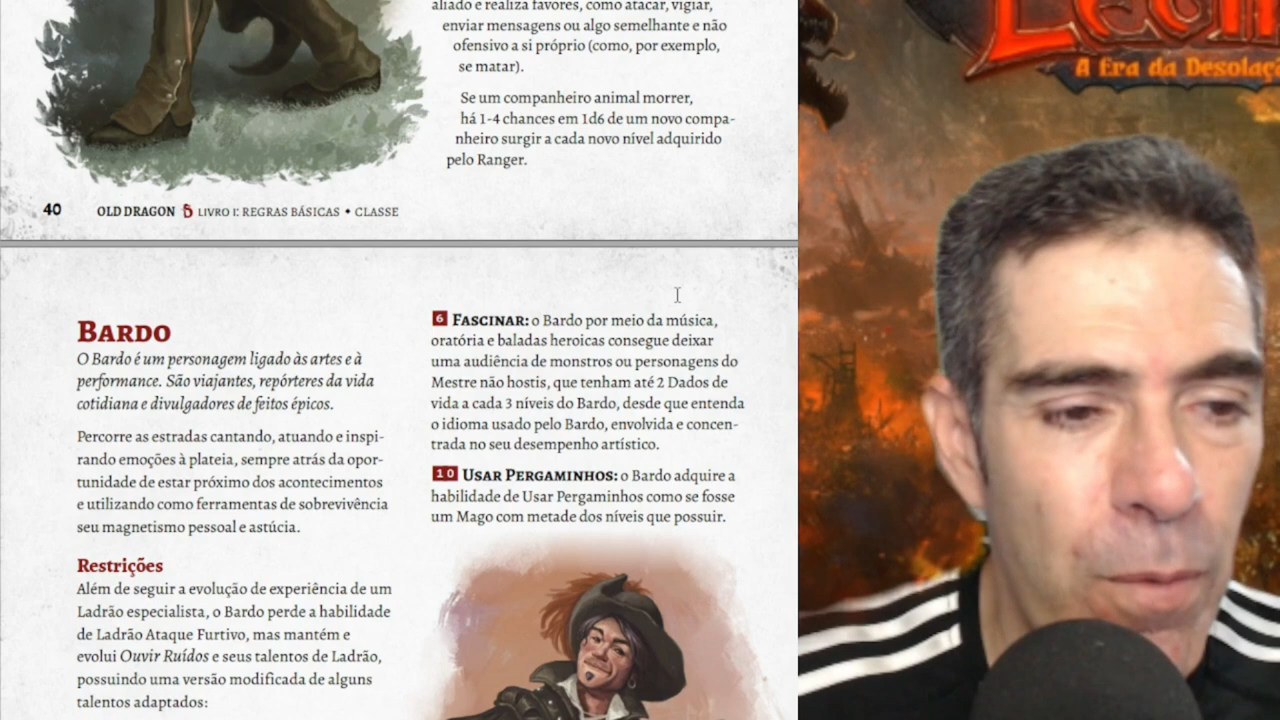 aliado e realiza favores, como atacar, vigiar,
enviar mensagens ou algo semelhante e não
ofensivo a si próprio (como, por exemplo,
se matar).
Se um companheiro animal morrer,
há 1-4 chances em 1d6 de um novo compa-
nheiro surgir a cada novo nível adquirido
pelo Ranger.
40 OLD DRAGON LIVRO I: REGRAS BÁSICAS • CLASSE
BARDO
O Bardo é um personagem ligado às artes e à
performance. São viajantes, repórteres da vida
cotidiana e divulgadores de feitos épicos.
Percorre as estradas cantando, atuando e inspi-
rando emoções à plateia, sempre atrás da opor-
tunidade de estar próximo dos acontecimentos
e utilizando como ferramentas de sobrevivência
seu magnetismo pessoal e astúcia.
Restrições
Além de seguir a evolução de experiência de um
Ladrão especialista, o Bardo perde a habilidade
de Ladrão Ataque Furtivo, mas mantém e
evolui Ouvir Ruídos e seus talentos de Ladrão,
possuindo uma versão modificada de alguns
talentos adaptados:
6 FASCINAR: o Bardo por meio da música,
oratória e baladas heroicas consegue deixar
uma audiência de monstros ou personagens do
Mestre não hostis, que tenham até 2 Dados de
vida a cada 3 níveis do Bardo, desde que entenda
o idioma usado pelo Bardo, envolvida e concen-
trada no seu desempenho artístico.
10 USAR PERGAMINHOS: o Bardo adquire a
habilidade de Usar Pergaminhos como se fosse
um Mago com metade dos níveis que possuir.
A Era da Desolaçã